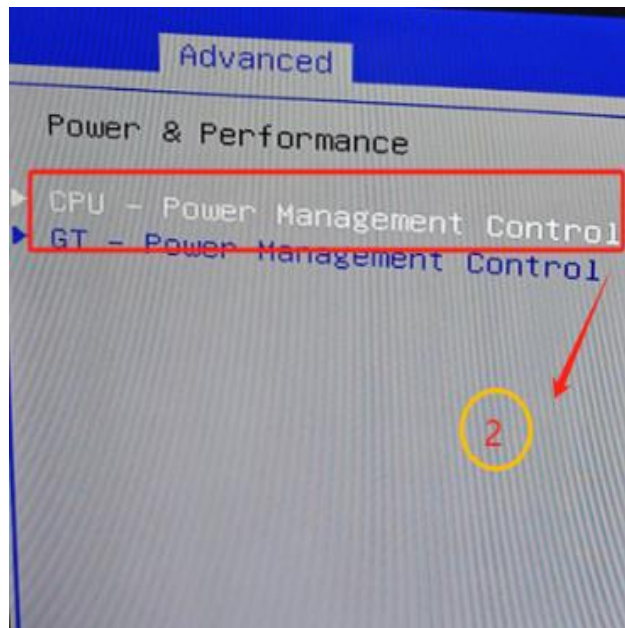 Advanced
Power & Performance
CPU - Power Management Control
GT - Power Management Control
2